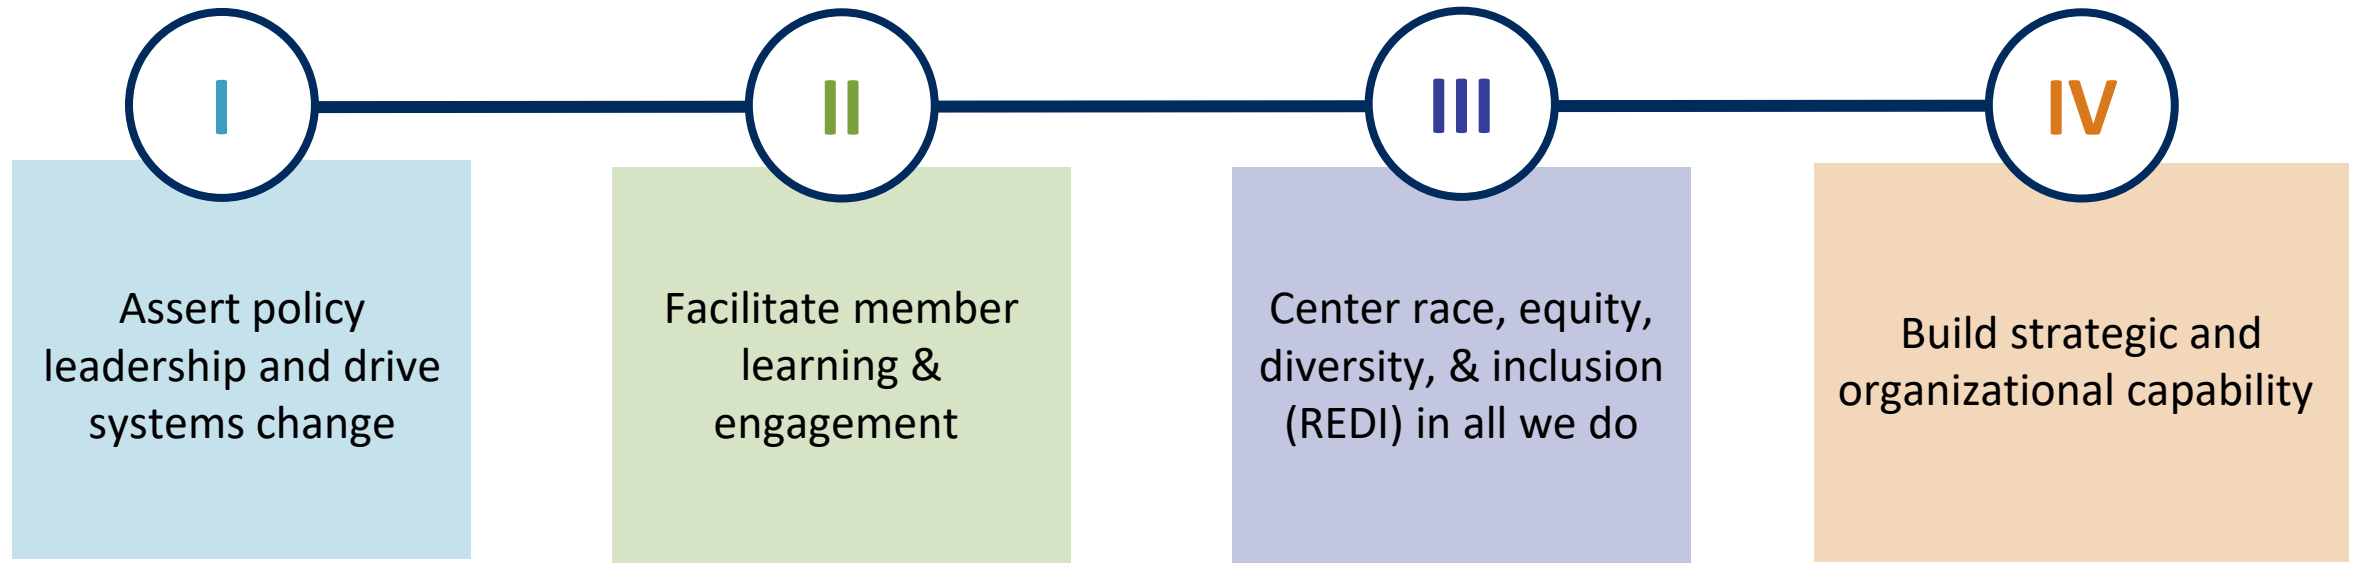 I
II
III
IV
Assert policy
leadership and drive
systems change
Facilitate member
learning &
engagement
Center race, equity,
diversity, & inclusion
(REDI) in all we do
Build strategic and
organizational capability